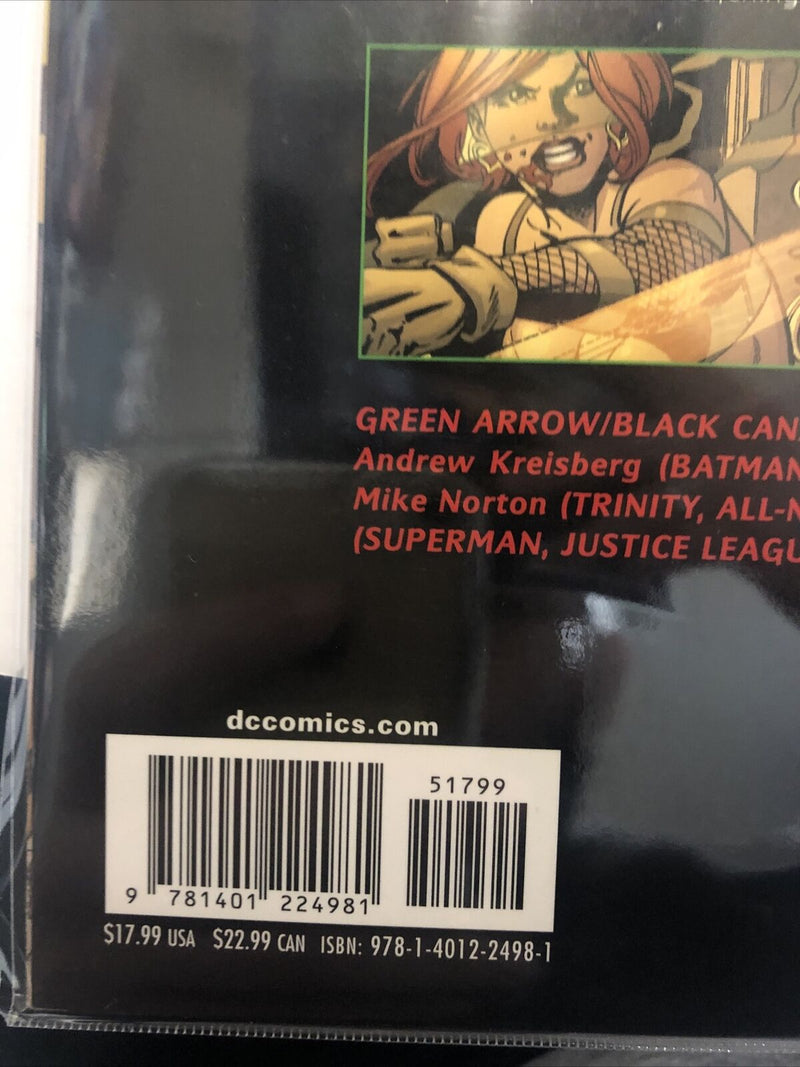 GREEN ARROW/BLACK CAN
Andrew Kreisberg (BATMAN
Mike Norton (TRINITY, ALL-N
(SUPERMAN, JUSTICE LEAGU
dccomics.com
51799
9 781401 224981
$17.99 USA $22.99 CAN ISBN: 978-1-4012-2498-1